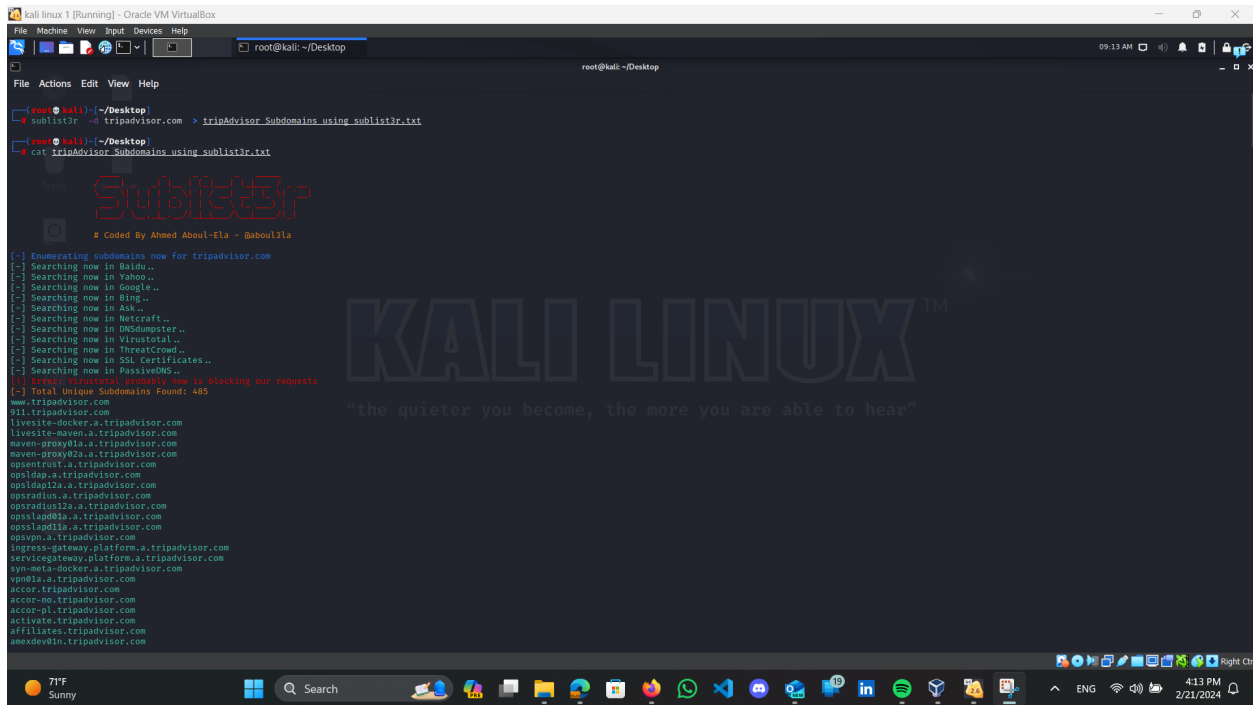 kali linux 1 [Running] - Oracle VM VirtualBox
File Machine View Input Devices Help
root@kali: ~/Desktop
09:13 AM
root@kali: ~/Desktop
File Actions Edit View Help
(root💀kali)-[~/Desktop]
# sublist3r -d tripadvisor.com > tripAdvisor_Subdomains_using_sublist3r.txt
(root💀kali)-[~/Desktop]
# cat tripAdvisor_Subdomains_using_sublist3r.txt
Trash
Sublist3r
# Coded By Ahmed Aboul-Ela - @aboul3la
[-] Enumerating subdomains now for tripadvisor.com
[-] Searching now in Baidu..
[-] Searching now in Yahoo..
[-] Searching now in Google..
[-] Searching now in Bing..
[-] Searching now in Ask..
[-] Searching now in Netcraft..
[-] Searching now in DNSdumpster..
[-] Searching now in Virustotal..
[-] Searching now in ThreatCrowd..
[-] Searching now in SSL Certificates..
[-] Searching now in PassiveDNS..
[!] Error: Virustotal probably now is blocking our requests
[-] Total Unique Subdomains Found: 485
www.tripadvisor.com
911.tripadvisor.com
livesite-docker.a.tripadvisor.com
livesite-maven.a.tripadvisor.com
maven-proxy01a.a.tripadvisor.com
maven-proxy02a.a.tripadvisor.com
opsentrust.a.tripadvisor.com
opsldap.a.tripadvisor.com
opsldap12a.a.tripadvisor.com
opsradius.a.tripadvisor.com
opsradius12a.a.tripadvisor.com
opsslapd01a.a.tripadvisor.com
opsslapd11a.a.tripadvisor.com
opsvpn.a.tripadvisor.com
ingress-gateway.platform.a.tripadvisor.com
servicegateway.platform.a.tripadvisor.com
syn-meta-docker.a.tripadvisor.com
vpn01a.a.tripadvisor.com
accor.tripadvisor.com
accor-no.tripadvisor.com
accor-pl.tripadvisor.com
activate.tripadvisor.com
affiliates.tripadvisor.com
amexdev01n.tripadvisor.com
KALI LINUX™
"the quieter you become, the more you are able to hear"
Right Ctr
71°F
Sunny
Search
19
ENG
4:13 PM
2/21/2024